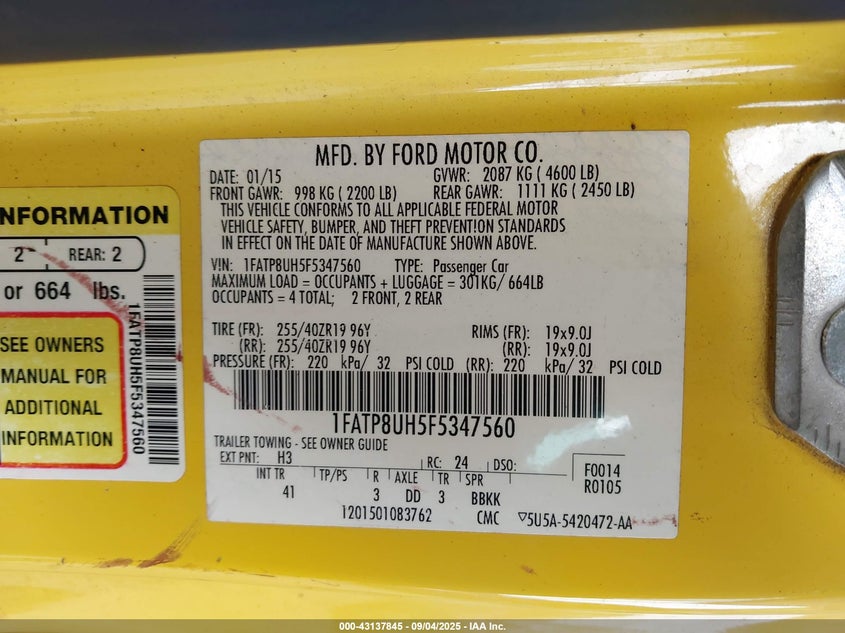 NFORMATION
2 REAR: 2
or 664 lbs.
SEE OWNERS
MANUAL FOR
ADDITIONAL
INFORMATION
1FATP8UH5F5347560
MFD. BY FORD MOTOR CO.
DATE: 01/15 GVWR: 2087 KG ( 4600 LB)
FRONT GAWR: 998 KG ( 2200 LB) REAR GAWR: 1111 KG ( 2450 LB)
THIS VEHICLE CONFORMS TO ALL APPLICABLE FEDERAL MOTOR
VEHICLE SAFETY, BUMPER, AND THEFT PREVENTION STANDARDS
IN EFFECT ON THE DATE OF MANUFACTURE SHOWN ABOVE.
VIN: 1FATP8UH5F5347560 TYPE: Passenger Car
MAXIMUM LOAD = OCCUPANTS + LUGGAGE = 301KG/ 664LB
OCCUPANTS = 4 TOTAL; 2 FRONT, 2 REAR
TIRE (FR): 255/40ZR19 96Y RIMS (FR): 19x9.0J
(RR): 255/40ZR19 96Y (RR): 19x9.0J
PRESSURE (FR): 220 kPa/ 32 PSI COLD (RR): 220 kPa/ 32 PSI COLD
1FATP8UH5F5347560
TRAILER TOWING - SEE OWNER GUIDE
EXT PNT: H3 RC: 24 DSO: F0014
INT TR TP/PS R AXLE TR SPR R0105
41 3 DD 3 BBKK
1201501083762 CMC ▽5U5A-5420472-AA
000-43137845 - 09/04/2025 - IAA Inc.